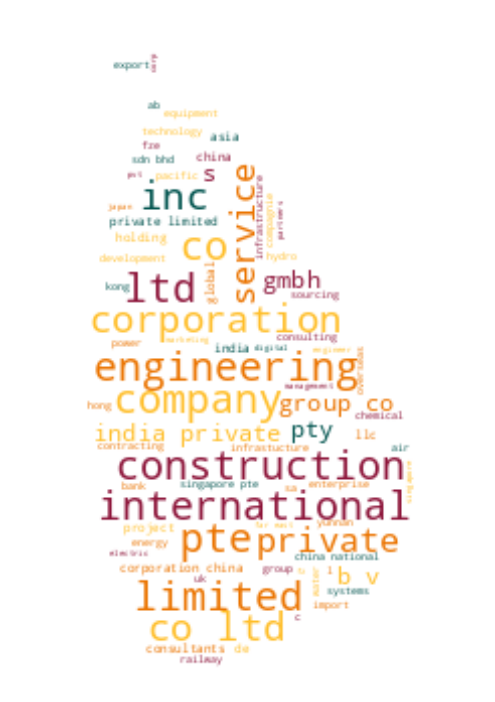 export corp
ab
equipment
technology asia
fze
sdn bhd china
pvt pacific s
inc
service
infrastructure
compagnie
partners
japan
private limited
holding
co
development
hydro
global
kong
ltd
gmbh
sourcing
corporation
power marketing consulting
india digital
engineering
overseas
management
hong
company
group co
chemical
india private pty llc
contracting infrastucture air
construction
singapore
bank singapore pte sa enterprise
international
project far east yunnan
energy
pte private
electric
china national
corporation china group
uk
l
b v
water
systems
limited
import
c
co ltd
consultants de
railway